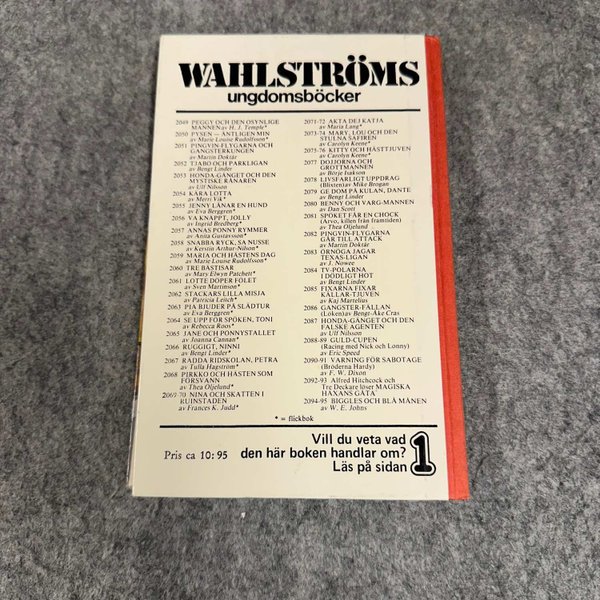 WAHLSTRÖMS
ungdomsböcker
2049 PEGGY OCH DEN OSYNLIGE
MANNEN av H. J. Temple*
2050 PYSEN — ÄNTLIGEN MIN
av Marie Louise Rudolfsson*
2051 PINGVIN-FLYGARNA OCH
GANGSTERKUNGEN
av Martin Doktár
2052 TJABO OCH PARKLIGAN
av Bengt Linder
2053 HONDA-GÄNGET OCH DEN
MYSTISKE RÅNAREN
av Ulf Nilsson
2054 KÄRA LOTTA
av Merri Vik*
2055 JENNY LÄNAR EN HUND
av Eva Berggren*
2056 VA KNÄPPT, JOLLY
av Ingrid Bredberg*
2057 ANNAS PONNY RYMMER
av Anita Gustavsson*
2058 SNABBA RYCK, SA NUSSE
av Kerstin Arthur-Nilson*
2059 MARIA OCH HÄSTENS DAG
av Marie Louise Rudolfsson*
2060 TRE BÄSTISAR
av Mary Elwyn Patchett*
2061 LOTTE DÖPER FÖLET
av Sven Martinson*
2062 STACKARS LILLA MISJA
av Patricia Leitch*
2063 PIA BJUDER PÅ SLÄDTUR
av Eva Berggren*
2064 SE UPP FÖR SPÖKEN, TONI
av Rebecca Roos*
2065 JANE OCH PONNYSTALLET
av Joanna Cannan*
2066 RUGGIGT, NINNI
av Bengt Linder*
2067 RÄDDA RIDSKOLAN, PETRA
av Tulla Hagström*
2068 PIRKKO OCH HÄSTEN SOM
FÖRSVANN
av Thea Oljelund*
2069-70 NINA OCH SKATTEN I
RUINSTADEN
av Frances K. Judd*
2071-72 AKTA DEJ KATJA
av Maria Lang*
2073-74 MARY, LOU OCH DEN
STULNA SAFIREN
av Carolyn Keene*
2075-76 KITTY OCH HÄSTTJUVEN
av Carolyn Keene*
2077 DOJJORNA OCH
GROTTMANNEN
av Börje Isakson
2078 LIVSFARLIGT UPPDRAG
(Blixten) av Mike Brogan
2079 GE DOM PÅ KULAN, DANTE
av Bengt Linder
2080 BENNY OCH VARG-MANNEN
av Dan Scott
2081 SPÖKET FÅR EN CHOCK
(Arvo, killen från framtiden)
av Thea Oljelund
2082 PINGVIN-FLYGARNA
GÅR TILL ATTACK
av Martin Doktár
2083 ÖRNÖGA JAGAR
TEXAS-LIGAN
av J. Nowee
2084 TV-POLARNA
I DÖDLIGT LAN
av Bengt Linder
2085 FIXARNA FIXAR
KÄLLAR-TJUVEN
av Kaj Martelius
2086 GANGSTER-FÄLLAN
(Loken) av Bengt-Åke Cras
2087 HONDA-GÄNGET OCH DEN
FALSKE AGENTEN
av Ulf Nilsson
2088-89 GULD-CUPEN
(Racing med Nick och Lonny)
av Eric Speed
2090-91 VARNING FÖR SABOTAGE
(Bröderna Hardy)
av F. W. Dixon
2092-93 Alfred Hitchcock och
Tre Deckare löser MAGISKA
HÄXANS GÅTA
2094-95 BIGGLES OCH BLÅ MÅNEN
av W. E. Johns
* = flickbok
Pris ca 10:95
Vill du veta vad
den här boken handlar om?
Läs på sidan 1